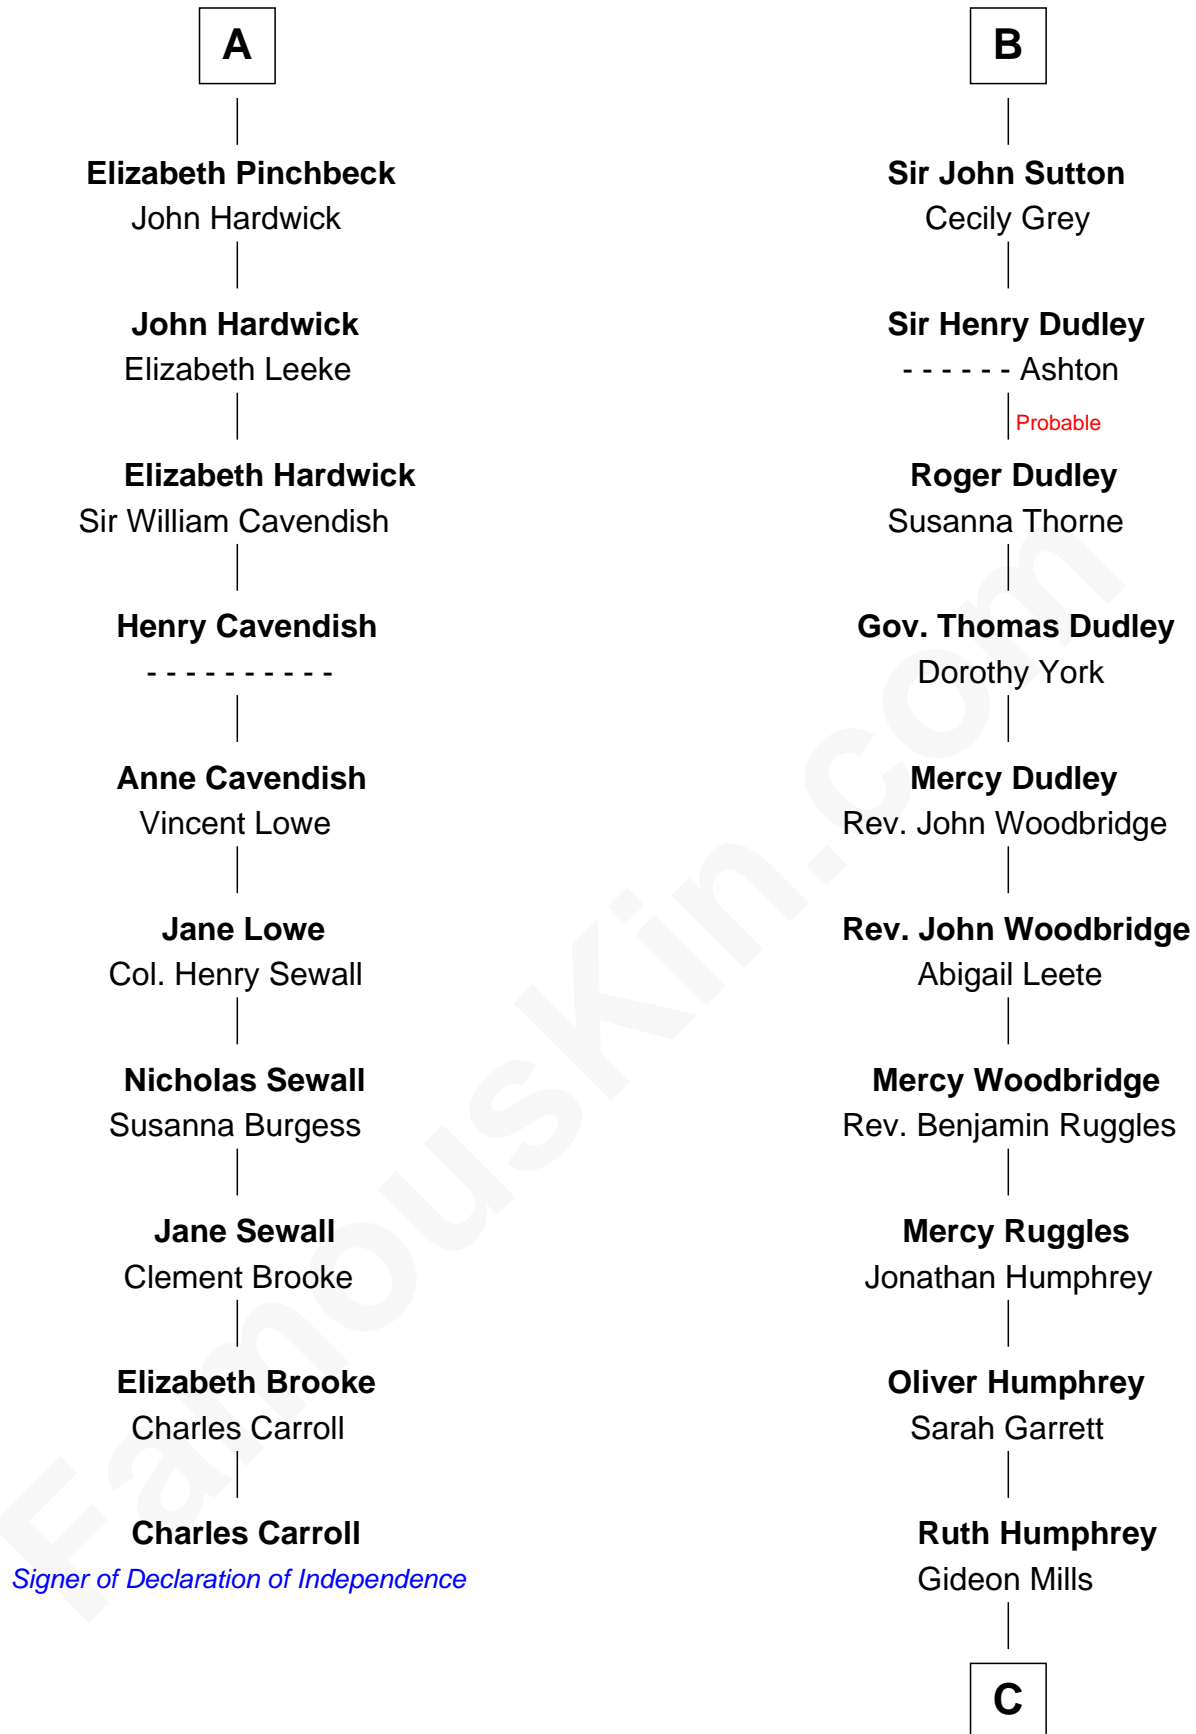 A
Elizabeth Pinchbeck
John Hardwick
John Hardwick
Elizabeth Leeke
Elizabeth Hardwick
Sir William Cavendish
Henry Cavendish
- - - - - - - - - -
Anne Cavendish
Vincent Lowe
Jane Lowe
Col. Henry Sewall
Nicholas Sewall
Susanna Burgess
Jane Sewall
Clement Brooke
Elizabeth Brooke
Charles Carroll
Charles Carroll
Signer of Declaration of Independence
B
Sir John Sutton
Cecily Grey
Sir Henry Dudley
- - - - - - Ashton
Probable
Roger Dudley
Susanna Thorne
Gov. Thomas Dudley
Dorothy York
Mercy Dudley
Rev. John Woodbridge
Rev. John Woodbridge
Abigail Leete
Mercy Woodbridge
Rev. Benjamin Ruggles
Mercy Ruggles
Jonathan Humphrey
Oliver Humphrey
Sarah Garrett
Ruth Humphrey
Gideon Mills
C
FamousKin.com